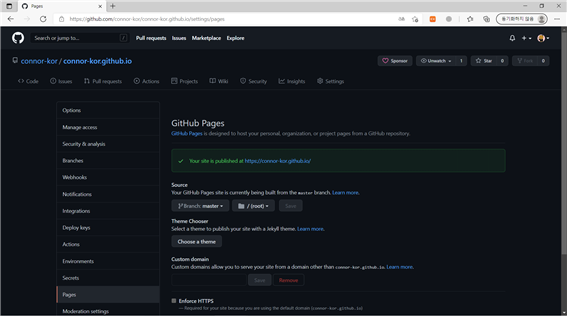 Pages
https://github.com/connor-kor/connor-kor.github.io/settings/pages
동기화하지 않음
Search or jump to...
/
Pull requests
Issues
Marketplace
Explore
connor-kor / connor-kor.github.io
Sponsor
Unwatch
1
Star
0
Fork
0
Code
Issues
Pull requests
Actions
Projects
Wiki
Security
Insights
Settings
Options
Manage access
Security & analysis
Branches
Webhooks
Notifications
Integrations
Deploy keys
Actions
Environments
Secrets
Pages
Moderation settings
GitHub Pages
GitHub Pages is designed to host your personal, organization, or project pages from a GitHub repository.
Your site is published at https://connor-kor.github.io/
Source
Your GitHub Pages site is currently being built from the master branch. Learn more.
Branch: master
/ (root)
Save
Theme Chooser
Select a theme to publish your site with a Jekyll theme. Learn more.
Choose a theme
Custom domain
Custom domains allow you to serve your site from a domain other than connor-kor.github.io. Learn more.
Save
Remove
Enforce HTTPS
— Required for your site because you are using the default domain (connor-kor.github.io)